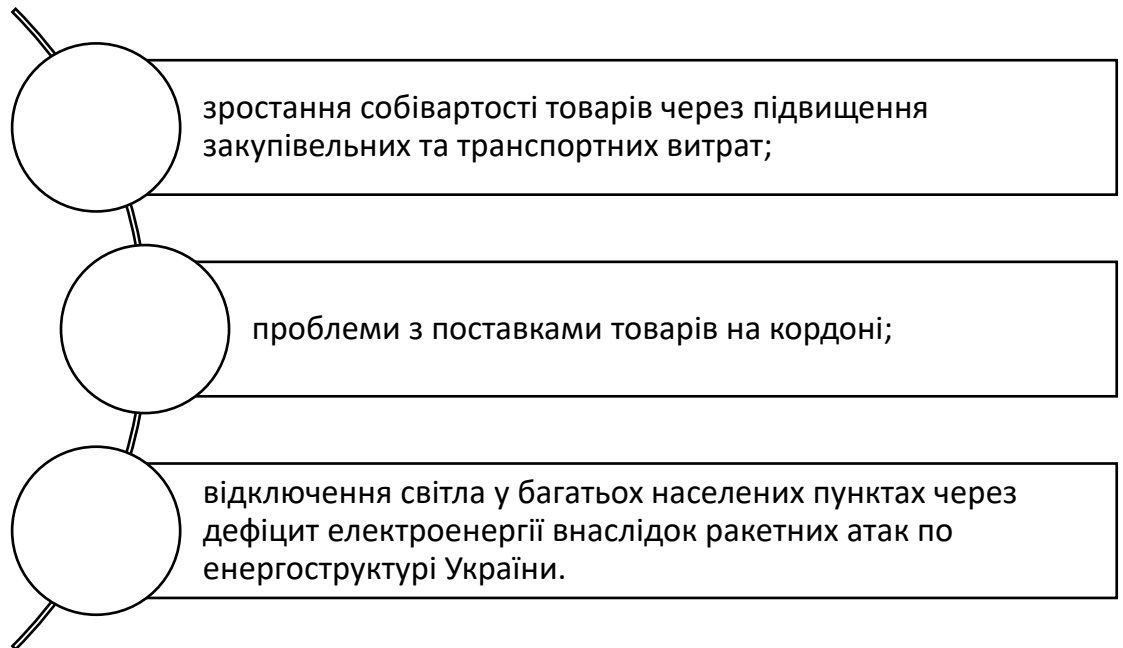 зростання собівартості товарів через підвищення
закупівельних та транспортних витрат;
проблеми з поставками товарів на кордоні;
відключення світла у багатьох населених пунктах через
дефіцит електроенергії внаслідок ракетних атак по
енергоструктурі України.